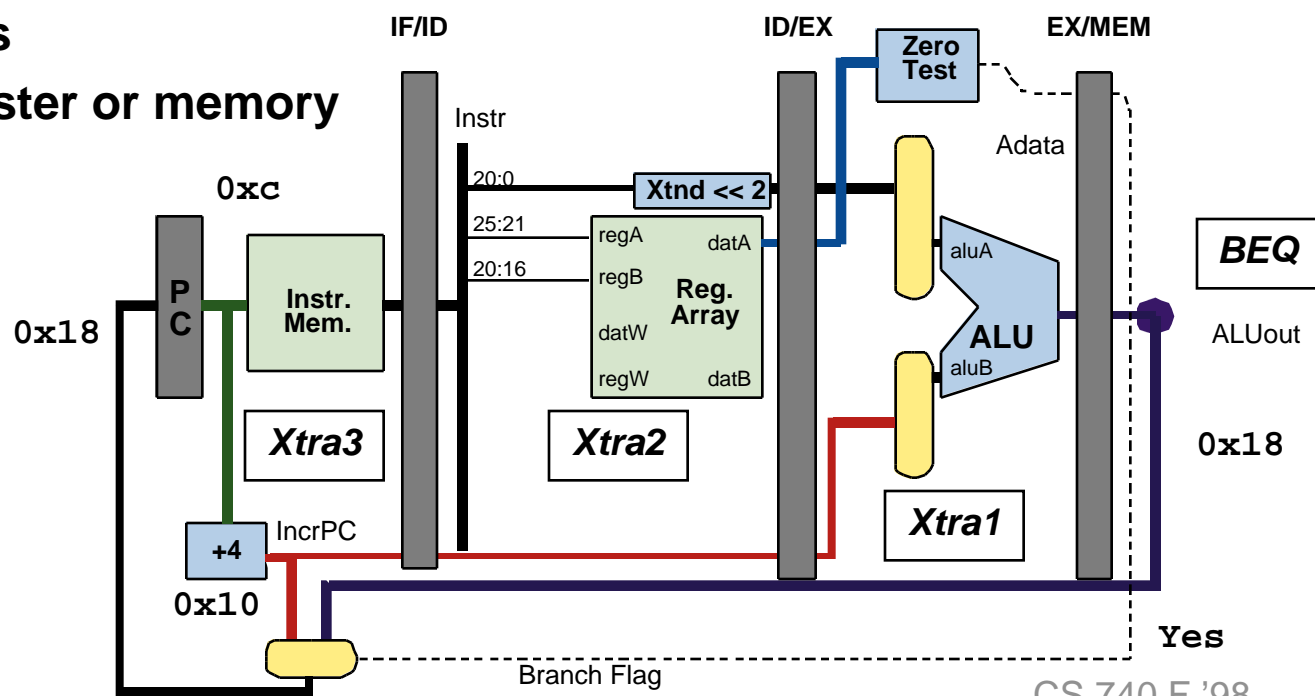 s
ster or memory
IF/ID
ID/EX
EX/MEM
Zero
Test
Instr
Adata
0xc
20:0
Xtnd << 2
25:21
20:16
regA
regB
datW
regW
datA
datB
Reg.
Array
P
C
Instr.
Mem.
0x18
aluA
ALU
aluB
BEQ
ALUout
0x18
Xtra3
Xtra2
Xtra1
+4
IncrPC
0x10
Yes
Branch Flag